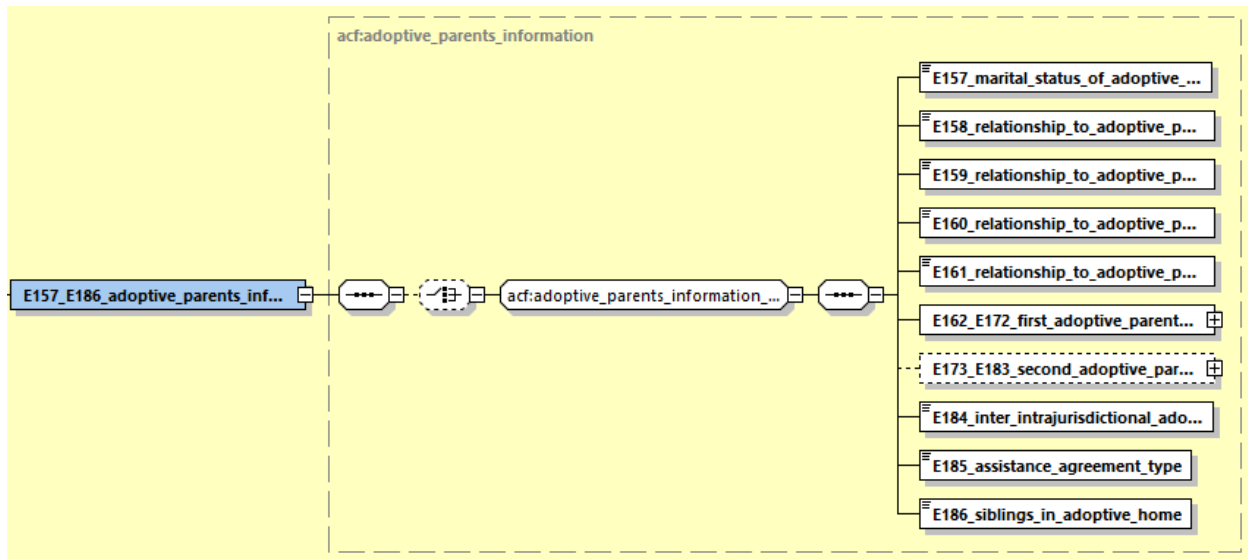 acf:adoptive_parents_information
E157_marital_status_of_adoptive_...
E158_relationship_to_adoptive_p...
E159_relationship_to_adoptive_p...
E160_relationship_to_adoptive_p...
E161_relationship_to_adoptive_p...
E157_E186_adoptive_parents_inf...
acf:adoptive_parents_information_...
E162_E172_first_adoptive_parent...
E173_E183_second_adoptive_par...
E184_inter_intrajurisdictional_ado...
E185_assistance_agreement_type
E186_siblings_in_adoptive_home